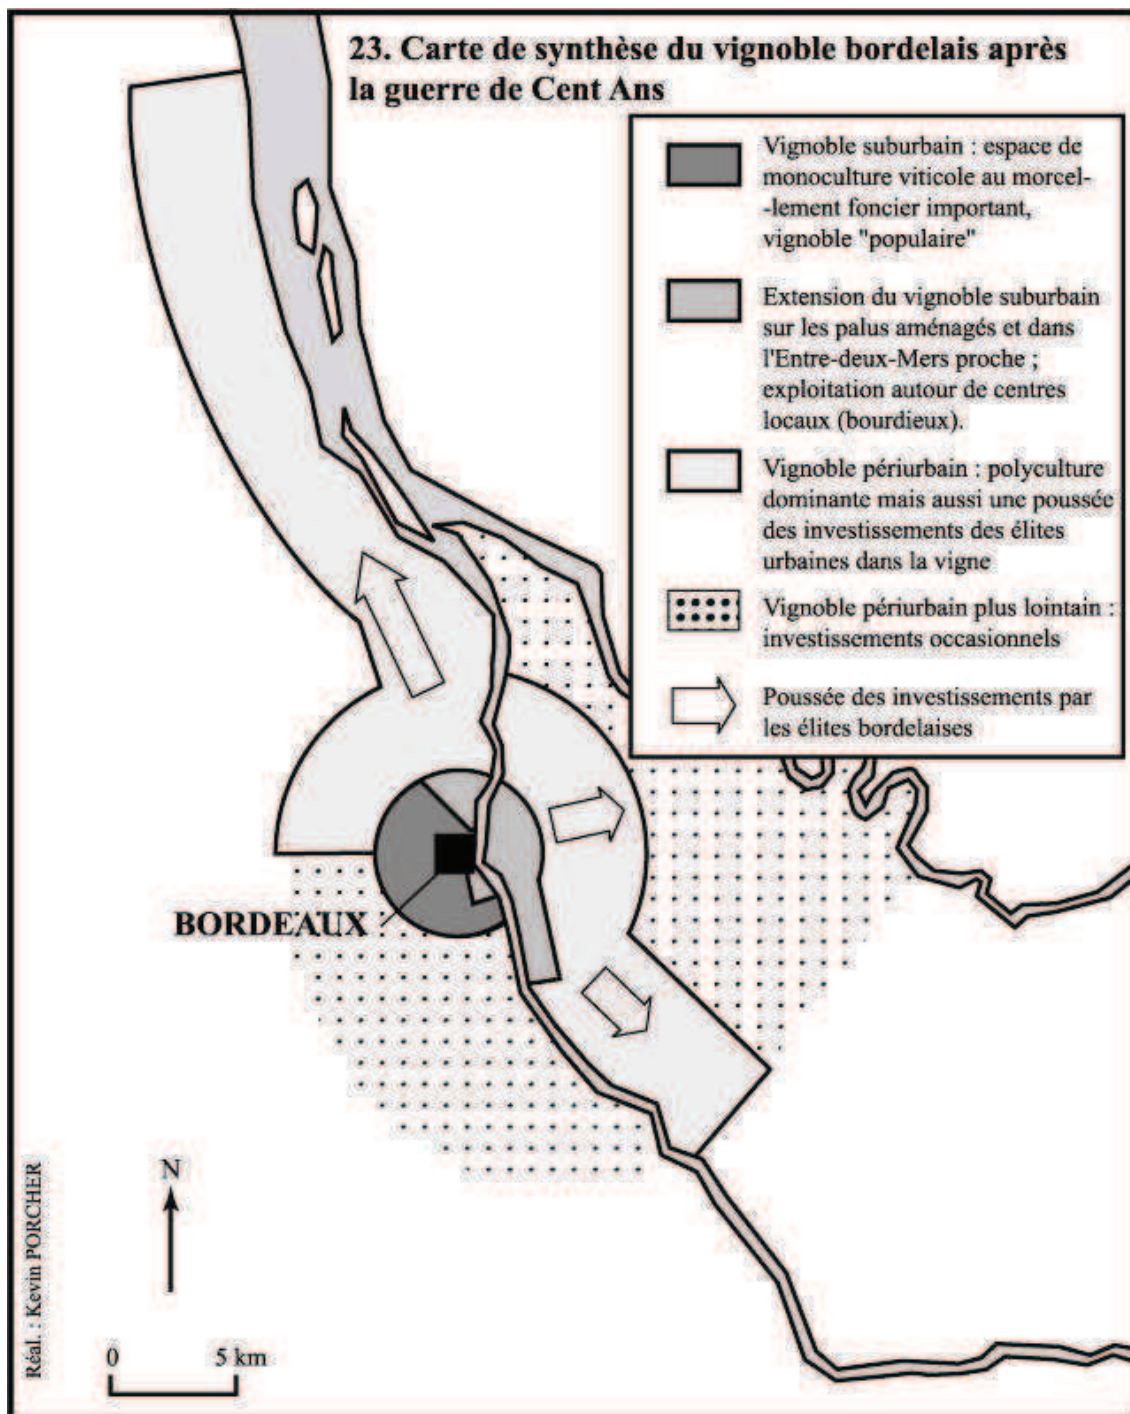 23. Carte de synthèse du vignoble bordelais après
la guerre de Cent Ans
Vignoble suburbain : espace de
monoculture viticole au morcel-
-lement foncier important,
vignoble "populaire"
Extension du vignoble suburbain
sur les palus aménagés et dans
l'Entre-deux-Mers proche ;
exploitation autour de centres
locaux (bourdieux).
Vignoble périurbain : polyculture
dominante mais aussi une poussée
des investissements des élites
urbaines dans la vigne
Vignoble périurbain plus lointain :
investissements occasionnels
Poussée des investissements par
les élites bordelaises
BORDEAUX
N
0 5 km
Réal. : Kevin PORCHER